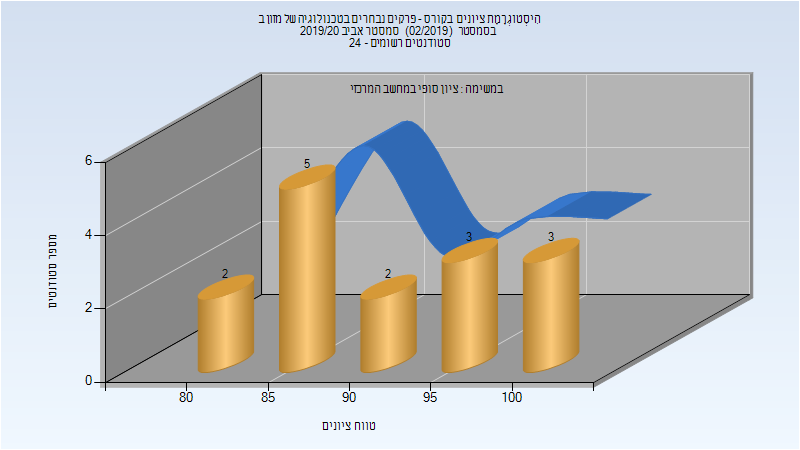 היסטוגרמת ציונים בקורס - פרקים נבחרים בטכנולוגיה של מזון ב
בסמסטר (02/2019) סמסטר אביב 2019/20
סטודנטים רשומים - 24
במשימה : ציון סופי במחשב המרכזי
6
4
2
0
מספר סטודנטים
2
5
2
3
3
80
85
90
95
100
טווח ציונים